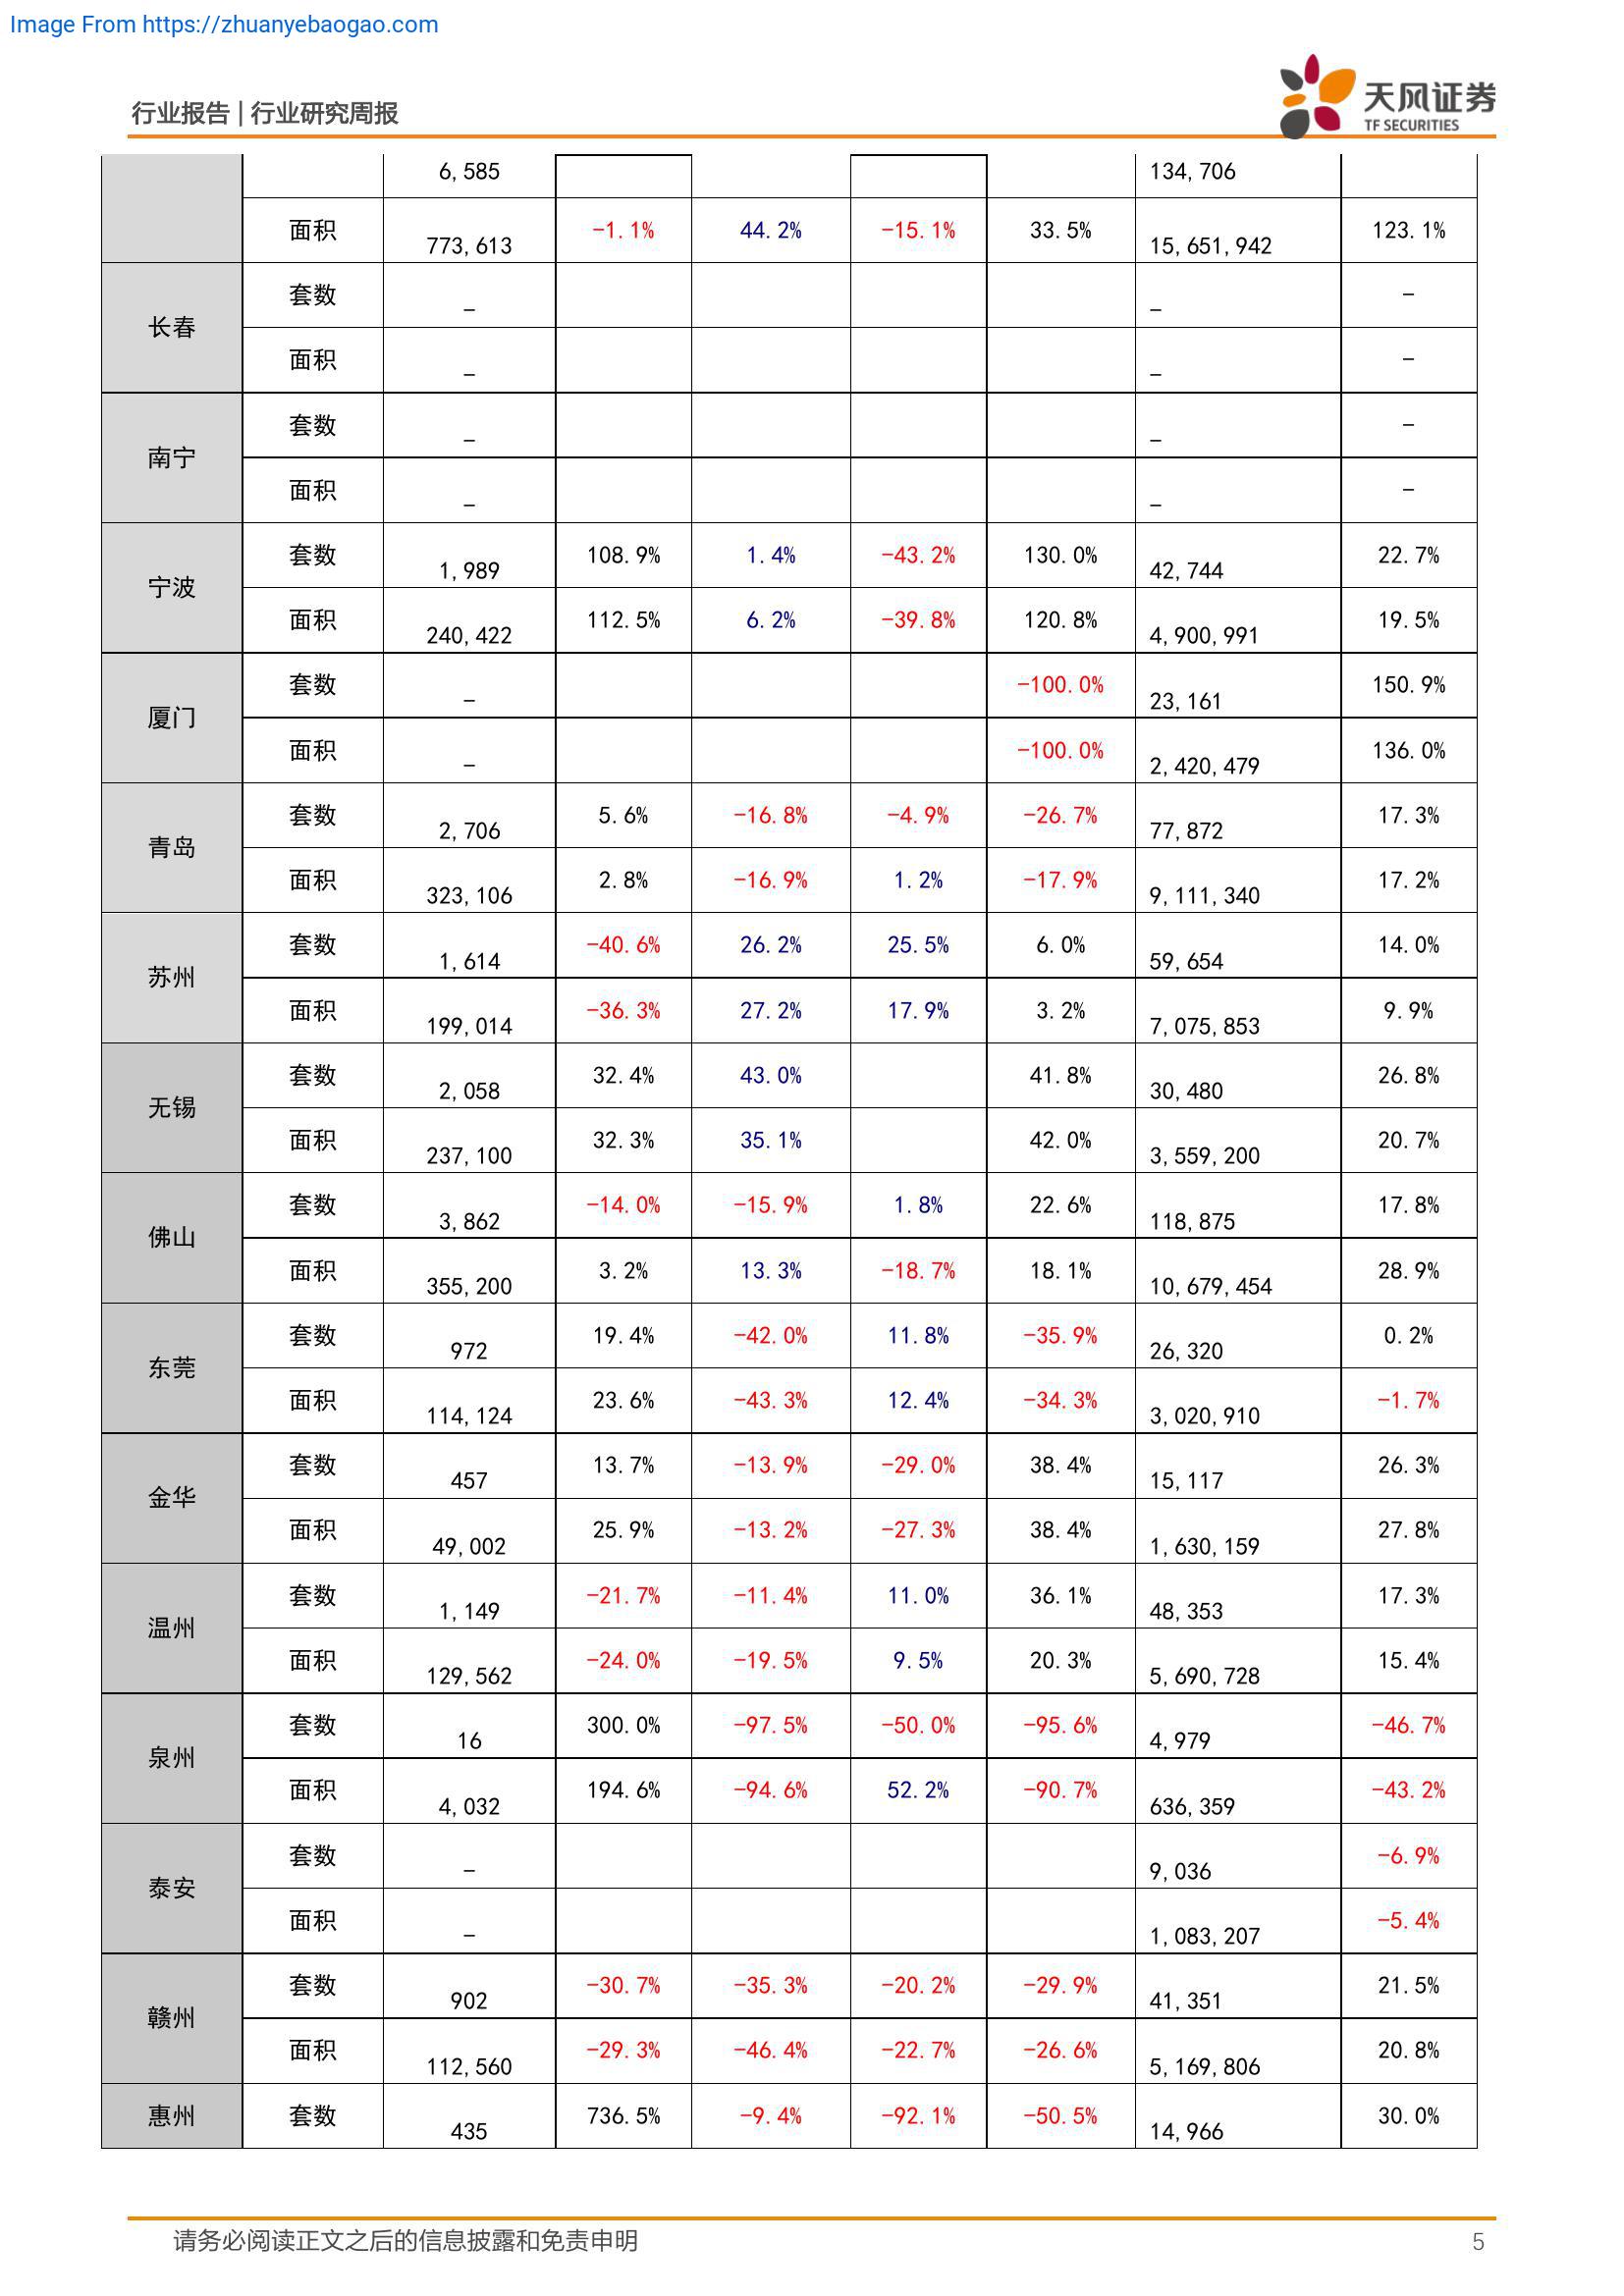 Image From https://zhuanyebaogao.com
行业报告 | 行业研究周报
天风证券
TF SECURITIES
6,585 134,706
面积 773,613 -1.1% 44.2% -15.1% 33.5% 15,651,942 123.1%
长春 套数 - - -
面积 - - -
南宁 套数 - - -
面积 - - -
宁波 套数 1,989 108.9% 1.4% -43.2% 130.0% 42,744 22.7%
面积 240,422 112.5% 6.2% -39.8% 120.8% 4,900,991 19.5%
厦门 套数 - -100.0% 23,161 150.9%
面积 - -100.0% 2,420,479 136.0%
青岛 套数 2,706 5.6% -16.8% -4.9% -26.7% 77,872 17.3%
面积 323,106 2.8% -16.9% 1.2% -17.9% 9,111,340 17.2%
苏州 套数 1,614 -40.6% 26.2% 25.5% 6.0% 59,654 14.0%
面积 199,014 -36.3% 27.2% 17.9% 3.2% 7,075,853 9.9%
无锡 套数 2,058 32.4% 43.0% 41.8% 30,480 26.8%
面积 237,100 32.3% 35.1% 42.0% 3,559,200 20.7%
佛山 套数 3,862 -14.0% -15.9% 1.8% 22.6% 118,875 17.8%
面积 355,200 3.2% 13.3% -18.7% 18.1% 10,679,454 28.9%
东莞 套数 972 19.4% -42.0% 11.8% -35.9% 26,320 0.2%
面积 114,124 23.6% -43.3% 12.4% -34.3% 3,020,910 -1.7%
金华 套数 457 13.7% -13.9% -29.0% 38.4% 15,117 26.3%
面积 49,002 25.9% -13.2% -27.3% 38.4% 1,630,159 27.8%
温州 套数 1,149 -21.7% -11.4% 11.0% 36.1% 48,353 17.3%
面积 129,562 -24.0% -19.5% 9.5% 20.3% 5,690,728 15.4%
泉州 套数 16 300.0% -97.5% -50.0% -95.6% 4,979 -46.7%
面积 4,032 194.6% -94.6% 52.2% -90.7% 636,359 -43.2%
泰安 套数 - 9,036 -6.9%
面积 - 1,083,207 -5.4%
赣州 套数 902 -30.7% -35.3% -20.2% -29.9% 41,351 21.5%
面积 112,560 -29.3% -46.4% -22.7% -26.6% 5,169,806 20.8%
惠州 套数 435 736.5% -9.4% -92.1% -50.5% 14,966 30.0%
请务必阅读正文之后的信息披露和免责申明 5